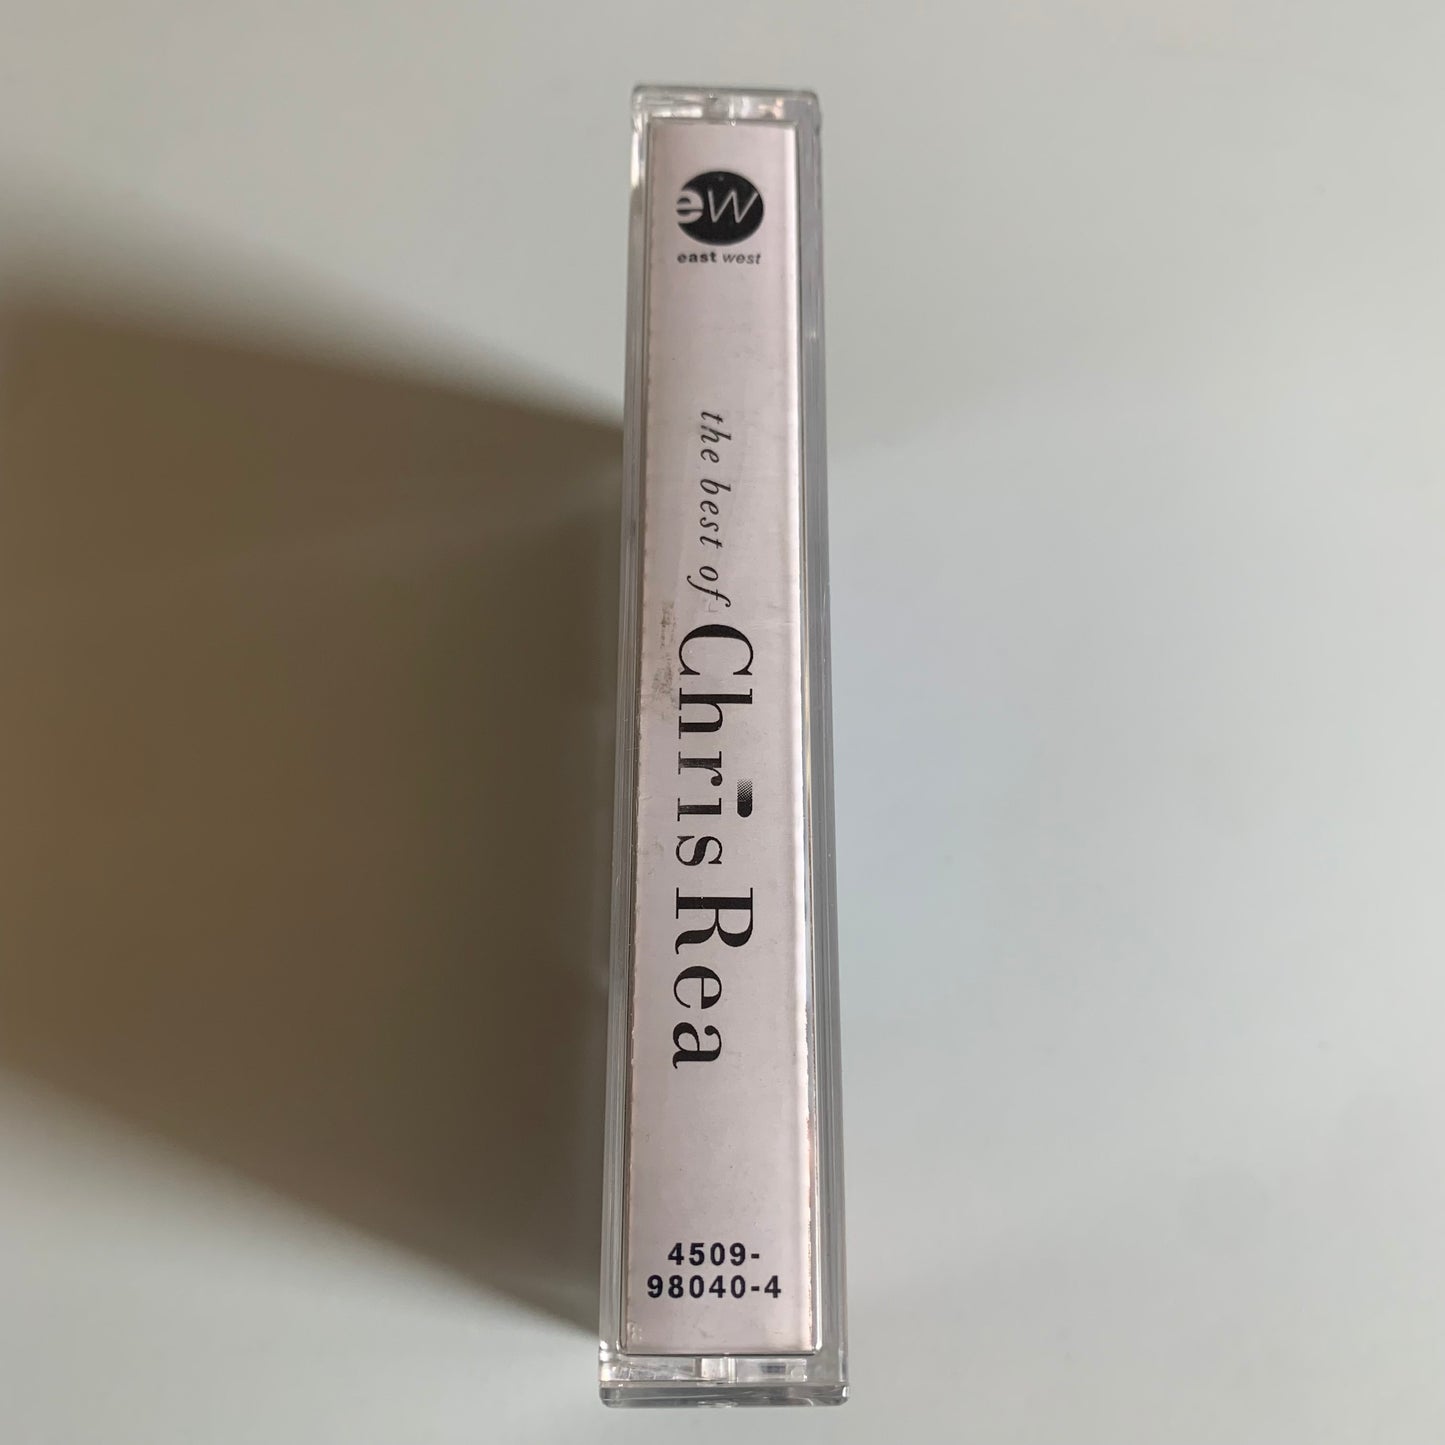 ew
east west
the best of Chris Rea
4509-
98040-4